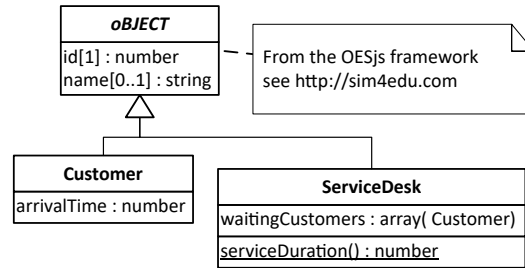 oBJECT
id[1] : number
name[0..1] : string
From the OESjs framework
see http://sim4edu.com
Customer
arrivalTime : number
ServiceDesk
waitingCustomers : array( Customer)
serviceDuration() : number